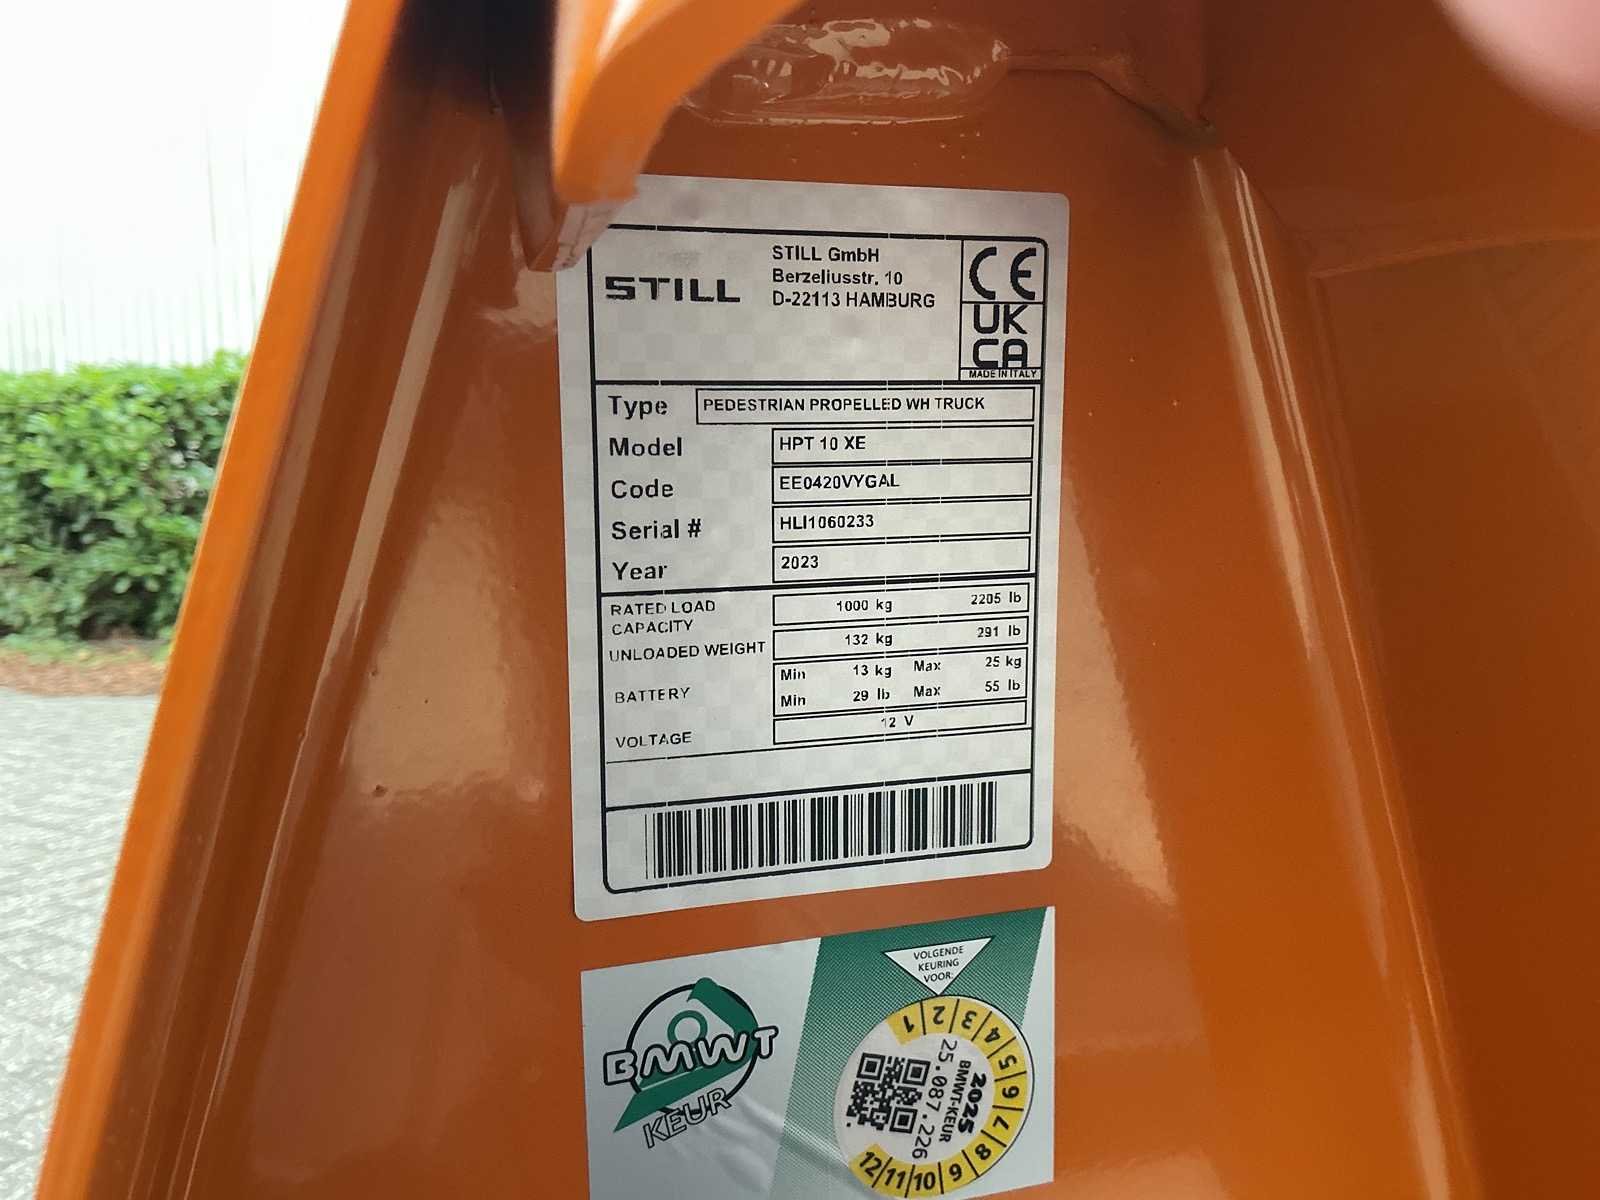 STILL
STILL GmbH
Berzeliusstr. 10
D-22113 HAMBURG
CE
UK
CA
MADE IN ITALY
Type PEDESTRIAN PROPELLED WH TRUCK
Model HPT 10 XE
Code EE0420VYGAL
Serial # HLI1060233
Year 2023
RATED LOAD CAPACITY 1000 kg 2205 lb
UNLOADED WEIGHT 132 kg 291 lb
BATTERY Min 13 kg Max 25 kg
Min 29 lb Max 55 lb
VOLTAGE 12 V
BMWT
KEUR
VOLGENDE
KEURING
VOOR:
1 2 3 4 5 6 7 8 9 10 11 12
2025
BMWT-KEUR
25.087.226